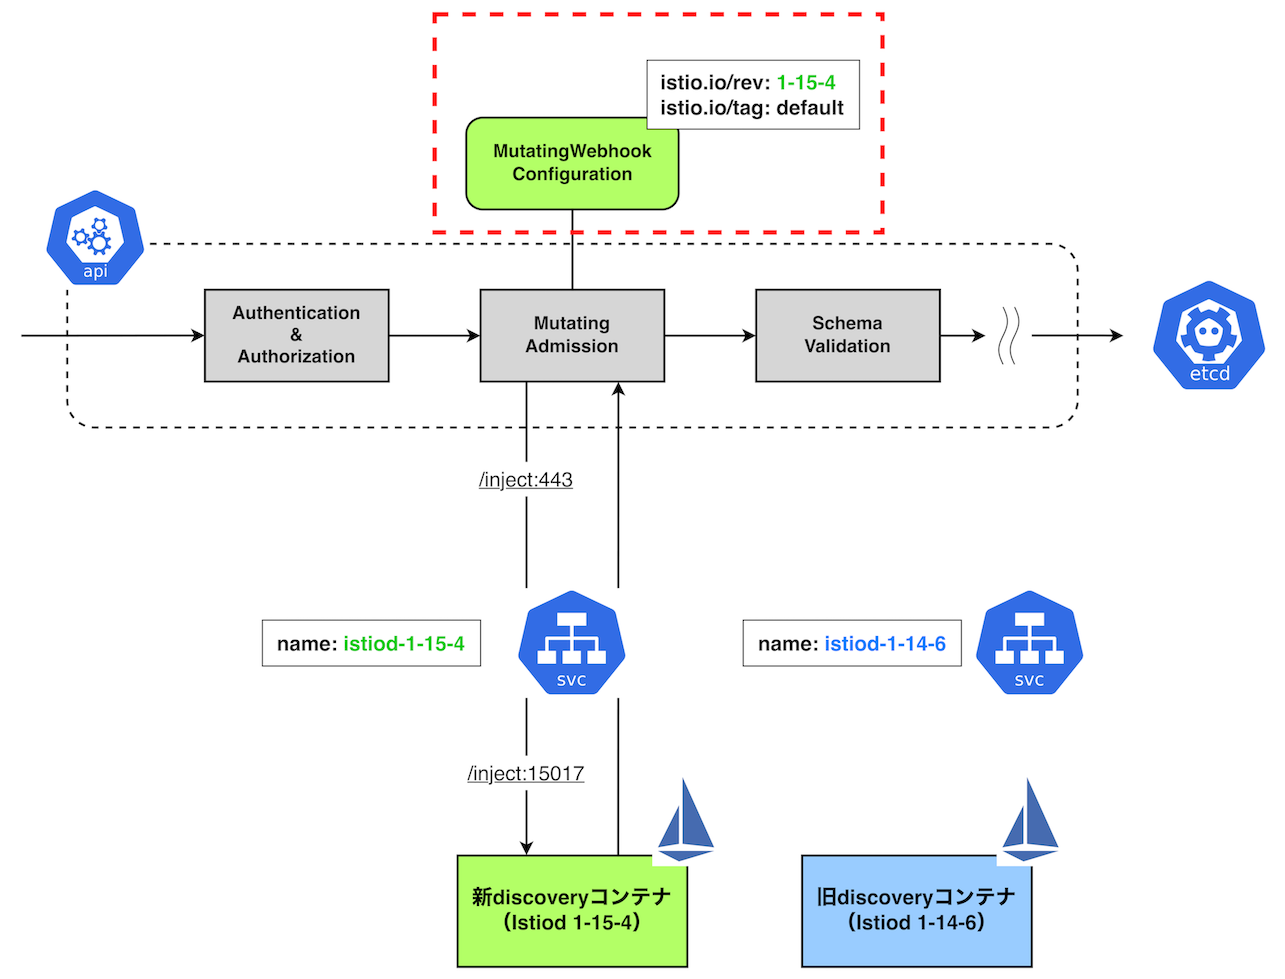 istio.io/rev: 1-15-4
istio.io/tag: default
MutatingWebhook
Configuration
api
Authentication
&
Authorization
Mutating
Admission
Schema
Validation
etcd
/inject:443
name: istiod-1-15-4
svc
name: istiod-1-14-6
svc
/inject:15017
新discoveryコンテナ
（Istiod 1-15-4）
旧discoveryコンテナ
（Istiod 1-14-6）